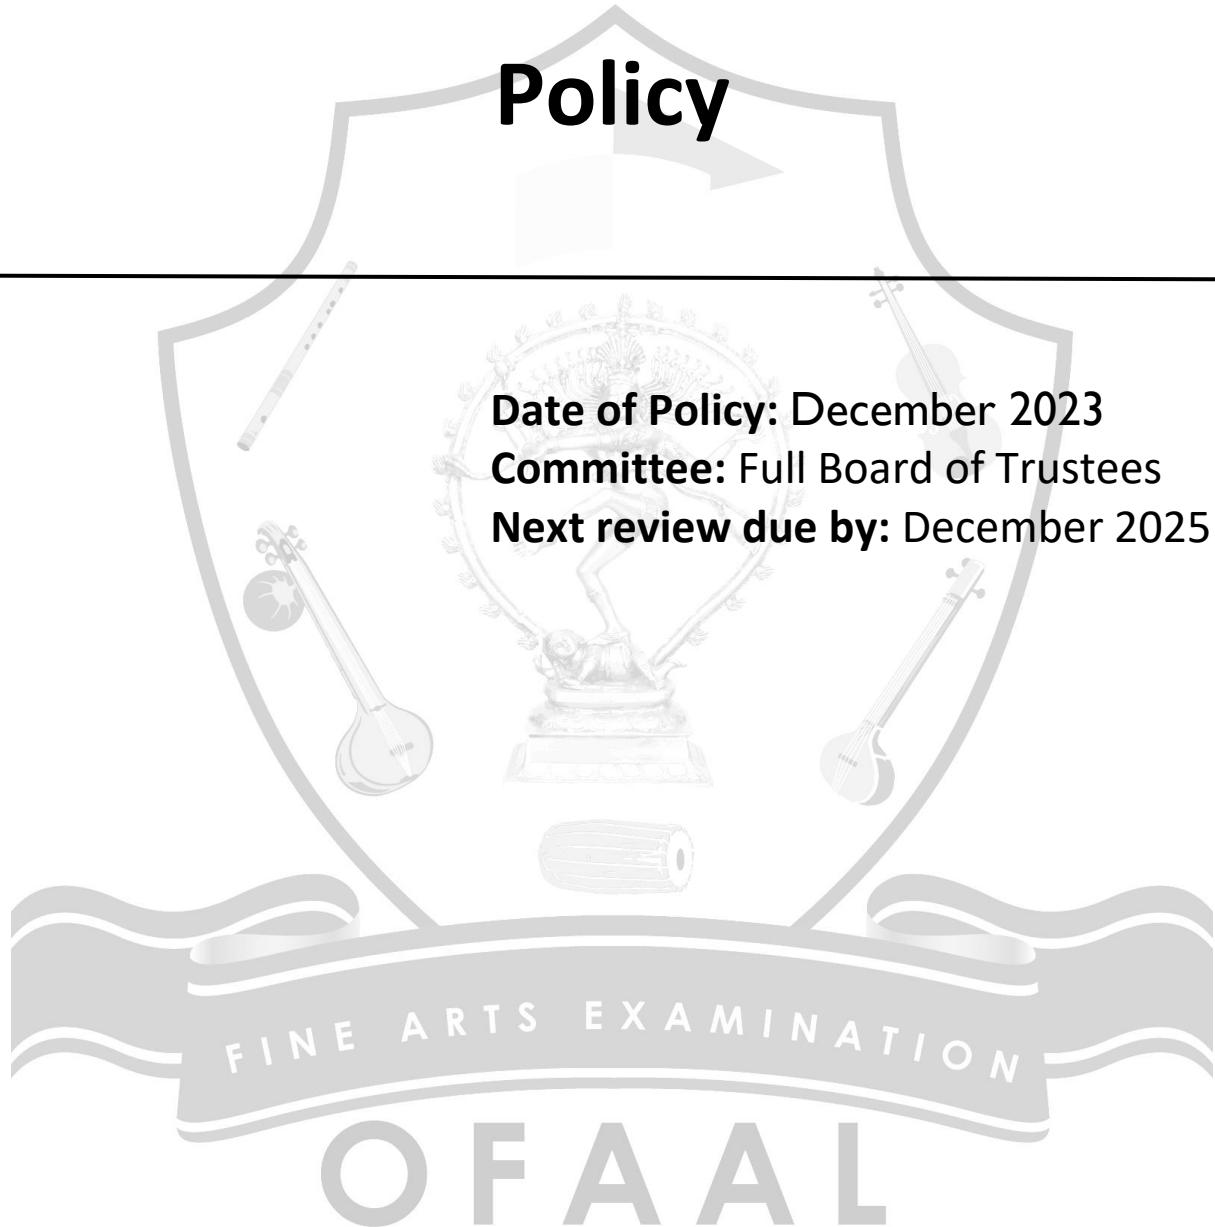 Policy
Date of Policy: December 2023
Committee: Full Board of Trustees
Next review due by: December 2025
FINE ARTS EXAMINATION
OFAAL